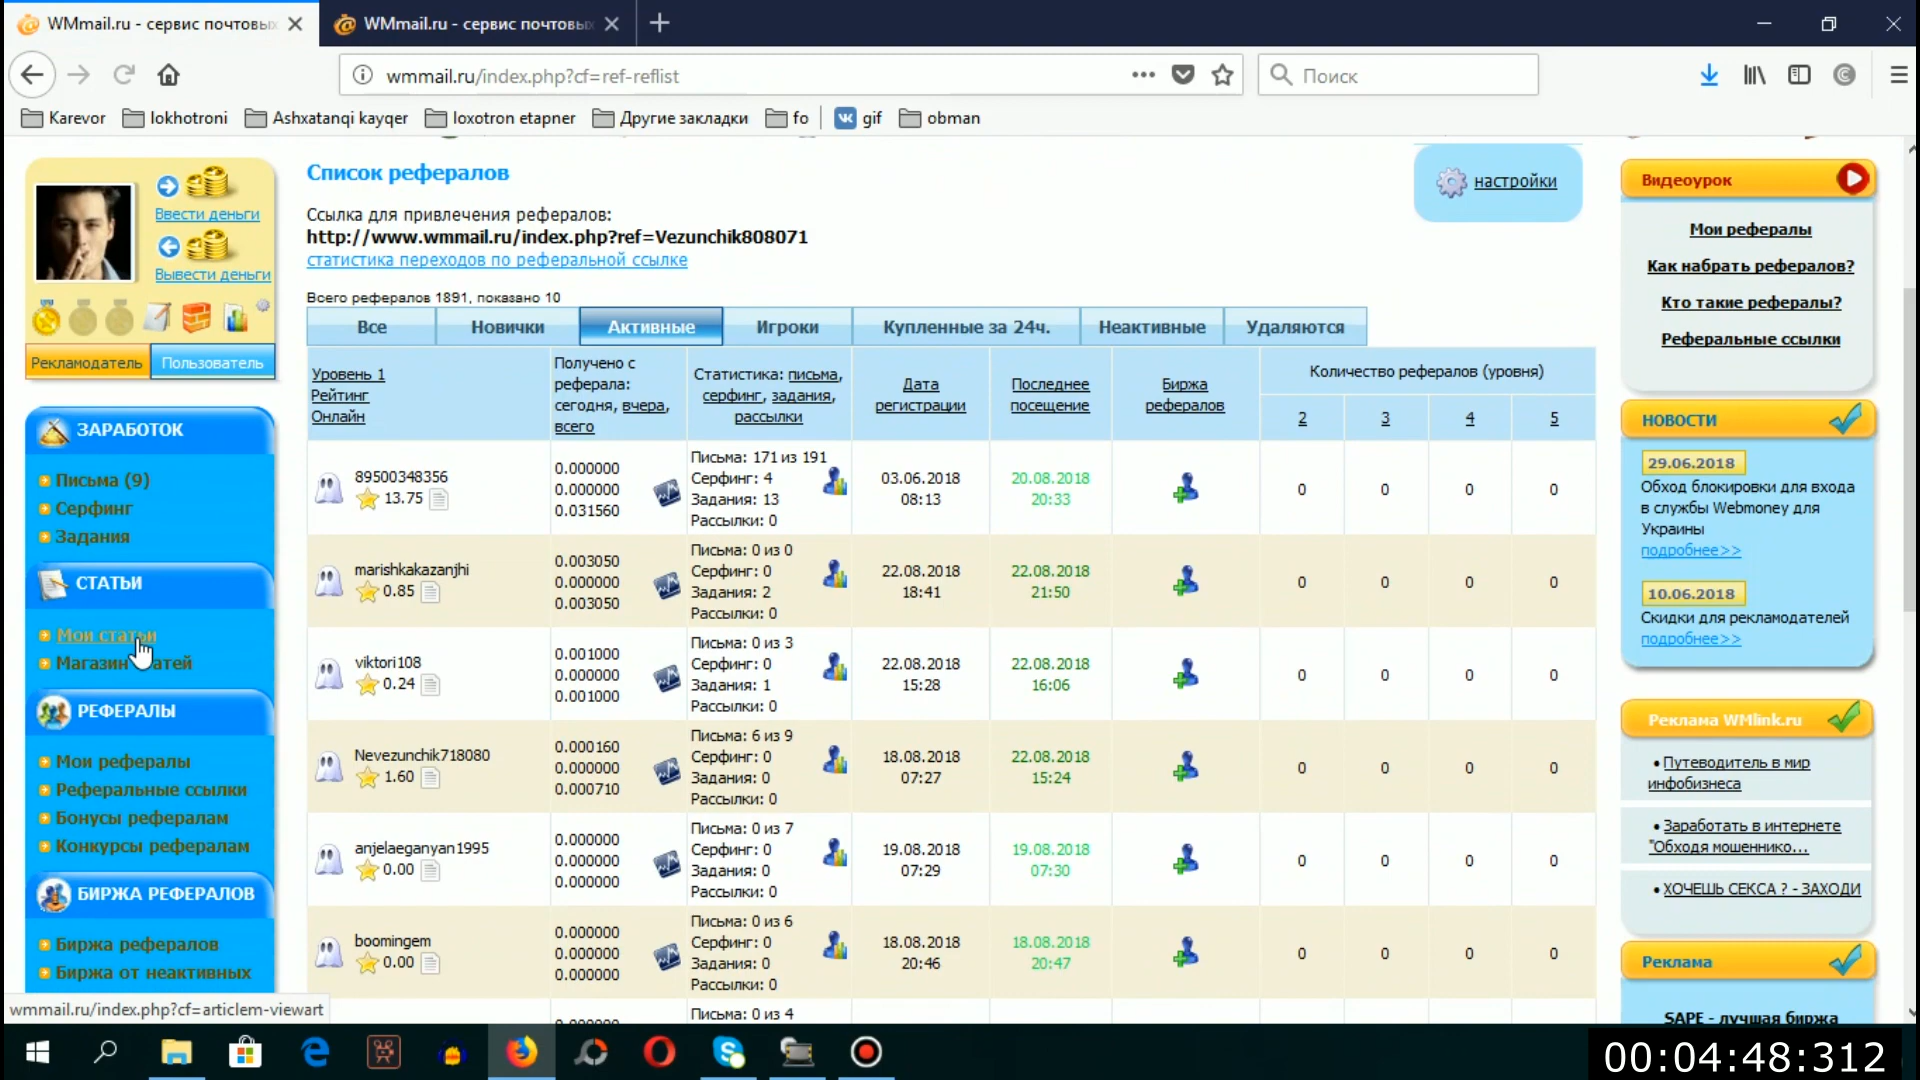 WMmail.ru - сервис почтовых
WMmail.ru - сервис почтовых
wmmail.ru/index.php?cf=ref-reflist
Поиск
Karevor
lokhotroni
Ashxatanqi kayqer
loxotron etapner
Другие закладки
fo
gif
obman
Ввести деньги
Вывести деньги
Рекламодатель
Пользователь
ЗАРАБОТОК
Письма (9)
Серфинг
Задания
СТАТЬИ
Мои статьи
Магазин
РЕФЕРАЛЫ
Мои рефералы
Реферальные ссылки
Бонусы рефералам
Конкурсы рефералам
БИРЖА РЕФЕРАЛОВ
Биржа рефералов
Биржа от неактивных
wmmail.ru/index.php?cf=articlem-viewart
Список рефералов
Ссылка для привлечения рефералов:
http://www.wmmail.ru/index.php?ref=Vezunchik808071
статистика переходов по реферальной ссылке
настройки
Всего рефералов 1891, показано 10
Все
Новички
Активные
Игроки
Купленные за 24ч.
Неактивные
Удаляются
Уровень 1
Рейтинг
Онлайн
Получено с
реферала:
сегодня, вчера,
всего
Статистика: письма,
серфинг, задания,
рассылки
Дата
регистрации
Последнее
посещение
Биржа
рефералов
Количество рефералов (уровня)
2
3
4
5
89500348356
13.75
0.000000
0.000000
0.031560
Письма: 171 из 191
Серфинг: 4
Задания: 13
Рассылки: 0
03.06.2018
08:13
20.08.2018
20:33
0
0
0
0
marishkakazanjhi
0.85
0.003050
0.000000
0.003050
Письма: 0 из 0
Серфинг: 0
Задания: 2
Рассылки: 0
22.08.2018
18:41
22.08.2018
21:50
0
0
0
0
viktori108
0.24
0.001000
0.000000
0.001000
Письма: 0 из 3
Серфинг: 0
Задания: 1
Рассылки: 0
22.08.2018
15:28
22.08.2018
16:06
0
0
0
0
Nevezunchik718080
1.60
0.000160
0.000000
0.000710
Письма: 6 из 9
Серфинг: 0
Задания: 0
Рассылки: 0
18.08.2018
07:27
22.08.2018
15:24
0
0
0
0
anjelaeganyan1995
0.00
0.000000
0.000000
0.000000
Письма: 0 из 7
Серфинг: 0
Задания: 0
Рассылки: 0
19.08.2018
07:29
19.08.2018
07:30
0
0
0
0
boomingem
0.00
0.000000
0.000000
0.000000
Письма: 0 из 6
Серфинг: 0
Задания: 0
Рассылки: 0
18.08.2018
20:46
18.08.2018
20:47
0
0
0
0
Письма: 0 из 4
Видеоурок
Мои рефералы
Как набрать рефералов?
Кто такие рефералы?
Реферальные ссылки
НОВОСТИ
29.06.2018
Обход блокировки для входа
в службы Webmoney для
Украины
подробнее>>
10.06.2018
Скидки для рекламодателей
подробнее>>
Реклама WMlink.ru
• Путеводитель в мир
инфобизнеса
• Заработать в интернете
"Обходя мошеннико...
• ХОЧЕШЬ СЕКСА ? - ЗАХОДИ
Реклама
SAPE - лучшая биржа
00:04:48:312